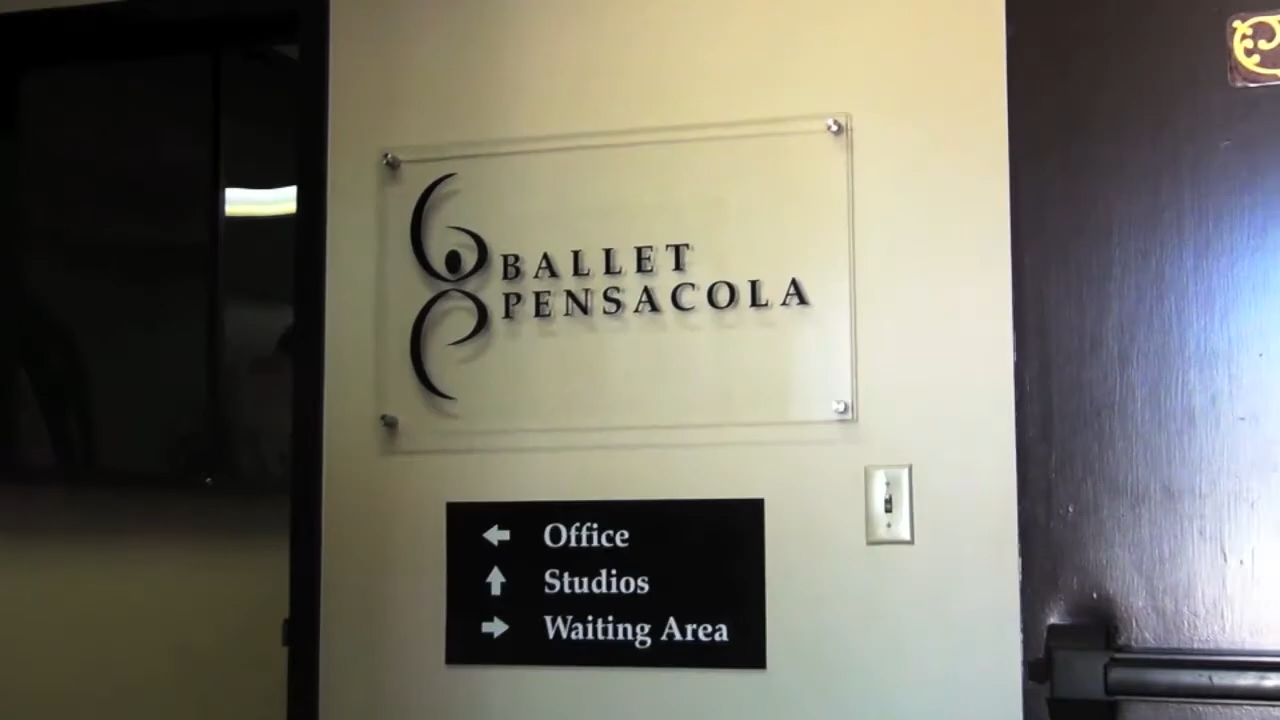 BALLET
PENSACOLA
← Office
↑ Studios
→ Waiting Area